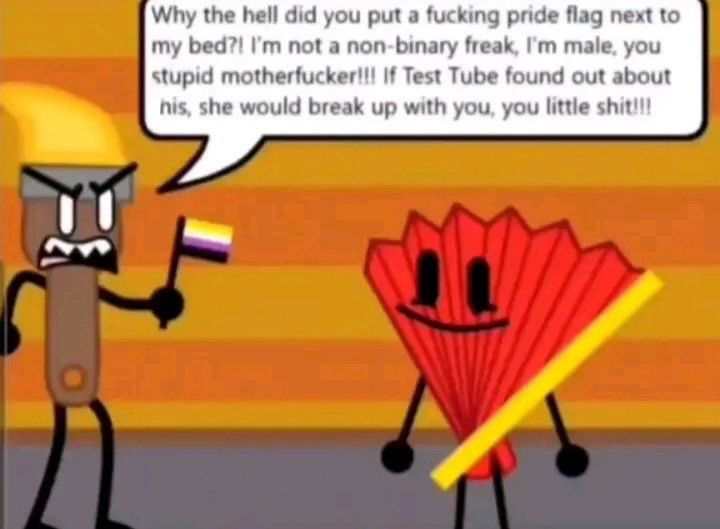 Why the hell did you put a fucking pride flag next to
my bed?! I'm not a non-binary freak, I'm male, you
stupid motherfucker!!! If Test Tube found out about
his, she would break up with you, you little shit!!!